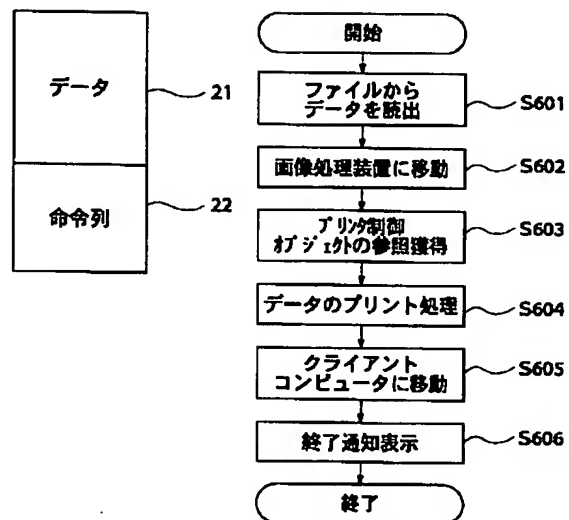 データ
21
命令列
22
開始
ファイルから
データを読出
S601
画像処理装置に移動
S602
プリンタ制御
オブジェクトの参照獲得
S603
データのプリント処理
S604
クライアント
コンピュータに移動
S605
終了通知表示
S606
終了